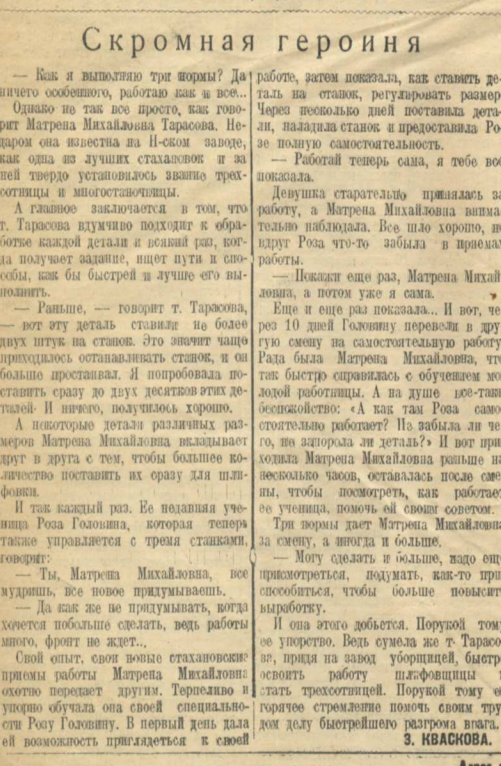 Скромная героиня
— Как я выполняю три нормы? Да
ничего особенного, работаю как и все...
Однако не так все просто, как гово-
рит Матрена Михайловна Тарасова. Не-
даром она известна на Н-ском заводе,
как одна из лучших стахановок и за
ней твердо установилось звание трех-
сотницы и многостаночницы.
А главное заключается в том, что
т. Тарасова вдумчиво подходит к обра-
ботке каждой детали и всякий раз, ког-
да получает задание, ищет пути и спо-
собы, как бы быстрей и лучше его вы-
полнить.
— Раньше, — говорит т. Тарасова,
— вот эту деталь ставили не более
двух штук на станок. Это значит чаще
приходилось останавливать станок, и он
больше простаивал. Я попробовала по-
ставить сразу до двух десятков этих де-
талей. И ничего, получилось хорошо.
А некоторые детали различных раз-
меров Матрена Михайловна вкладывает
друг в друга с тем, чтобы большее ко-
личество поставить их сразу для шли-
фовки.
И так каждый раз. Ее недавняя уче-
ница Роза Головина, которая теперь
также управляется с тремя станками,
говорит:
— Ты, Матрена Михайловна, все
мудришь, все новое придумываешь.
— Да как же не придумывать, когда
хочется побольше сделать, ведь работы
много, фронт не ждет...
Свой опыт, свои новые стахановские
приемы работы Матрена Михайловна
охотно передает другим. Терпеливо и
упорно обучала она своей специально-
сти Розу Головину. В первый день дала
ей возможность приглядеться к своей
работе, затем показала, как ставить де-
таль на станок, регулировать размер.
Через несколько дней поставила дета-
ли, наладила станок и предоставила Ро-
зе полную самостоятельность.
— Работай теперь сама, я тебе все
показала.
Девушка старательно принялась за
работу, а Матрена Михайловна внима-
тельно наблюдала. Все шло хорошо, но
вдруг Роза что-то забыла в приемах
работы.
— Покажи еще раз, Матрена Михай-
ловна, а потом уже я сама.
Еще и еще раз показала... И вот, че-
рез 10 дней Головину перевели в дру-
гую смену на самостоятельную работу.
Рада была Матрена Михайловна, что
так быстро справилась с обучением мо-
лодой работницы. А на душе все-таки
беспокойство: «А как там Роза само-
стоятельно работает? Не забыла ли че-
го, не запорола ли деталь?» И вот при-
ходила Матрена Михайловна раньше на
несколько часов, оставалась после сме-
ны, чтобы посмотреть, как работает
ее ученица, помочь ей своим советом.
Три нормы дает Матрена Михайловна
за смену, а иногда и больше.
— Могу сделать и больше, надо еще
присмотреться, подумать, как-то при-
способиться, чтобы больше повысить
выработку.
И она этого добьется. Порукой тому
ее упорство. Ведь сумела же т. Тарасо-
ва, придя на завод уборщицей, быстро
освоить работу шлифовщицы и
стать трехсотницей. Порукой тому ее
горячее стремление помочь своим тру-
дом делу быстрейшего разгрома врага.
З. КВАСКОВА.